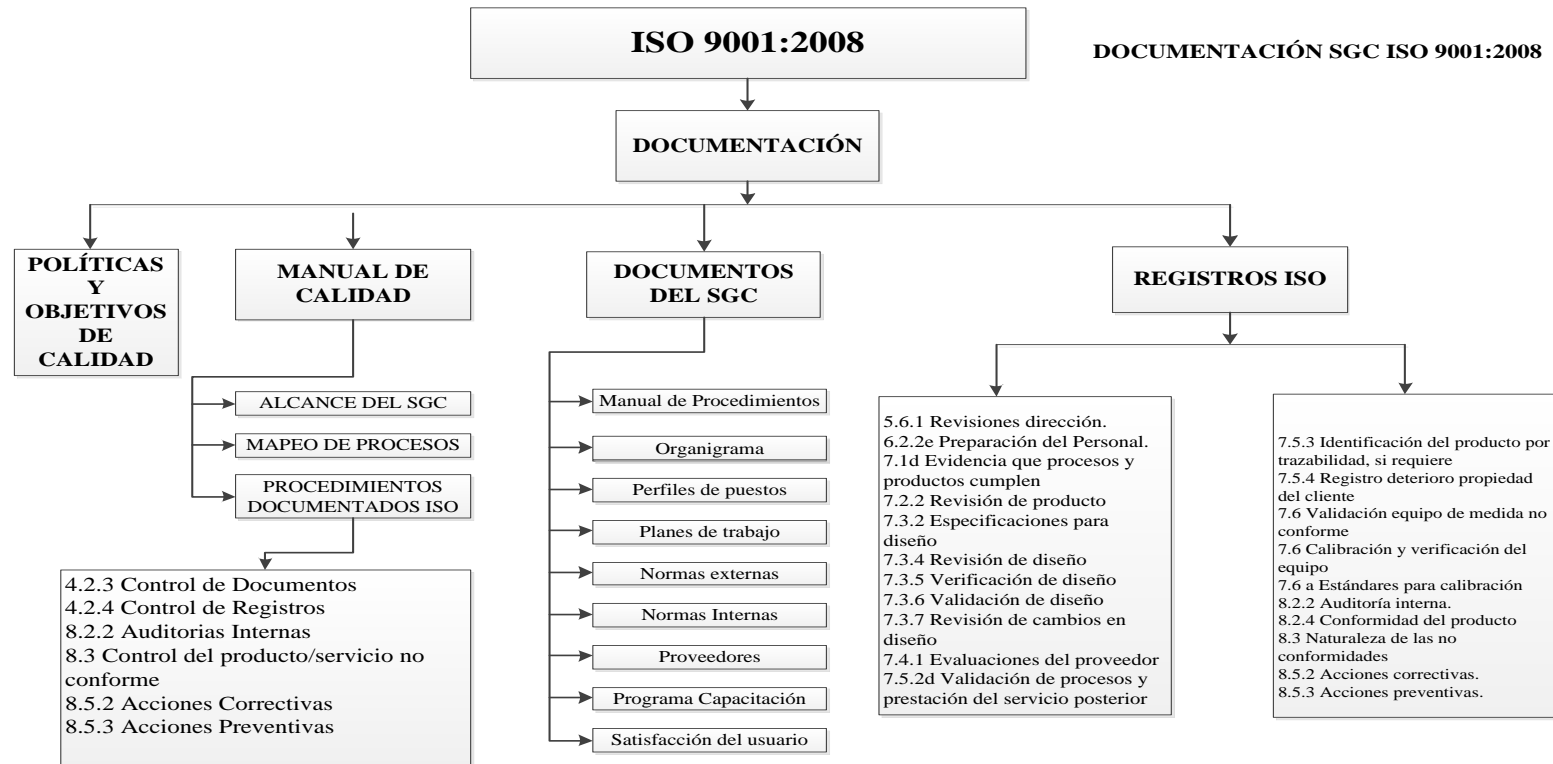 ISO 9001:2008
DOCUMENTACIÓN SGC ISO 9001:2008
DOCUMENTACIÓN
POLÍTICAS
Y
OBJETIVOS
DE
CALIDAD
MANUAL DE
CALIDAD
ALCANCE DEL SGC
MAPEO DE PROCESOS
PROCEDIMIENTOS
DOCUMENTADOS ISO
4.2.3 Control de Documentos
4.2.4 Control de Registros
8.2.2 Auditorias Internas
8.3 Control del producto/servicio no
conforme
8.5.2 Acciones Correctivas
8.5.3 Acciones Preventivas
DOCUMENTOS
DEL SGC
Manual de Procedimientos
Organigrama
Perfiles de puestos
Planes de trabajo
Normas externas
Normas Internas
Proveedores
Programa Capacitación
Satisfacción del usuario
REGISTROS ISO
5.6.1 Revisiones dirección.
6.2.2e Preparación del Personal.
7.1d Evidencia que procesos y
productos cumplen
7.2.2 Revisión de producto
7.3.2 Especificaciones para
diseño
7.3.4 Revisión de diseño
7.3.5 Verificación de diseño
7.3.6 Validación de diseño
7.3.7 Revisión de cambios en
diseño
7.4.1 Evaluaciones del proveedor
7.5.2d Validación de procesos y
prestación del servicio posterior
7.5.3 Identificación del producto por
trazabilidad, si requiere
7.5.4 Registro deterioro propiedad
del cliente
7.6 Validación equipo de medida no
conforme
7.6 Calibración y verificación del
equipo
7.6 a Estándares para calibración
8.2.2 Auditoría interna.
8.2.4 Conformidad del producto
8.3 Naturaleza de las no
conformidades
8.5.2 Acciones correctivas.
8.5.3 Acciones preventivas.